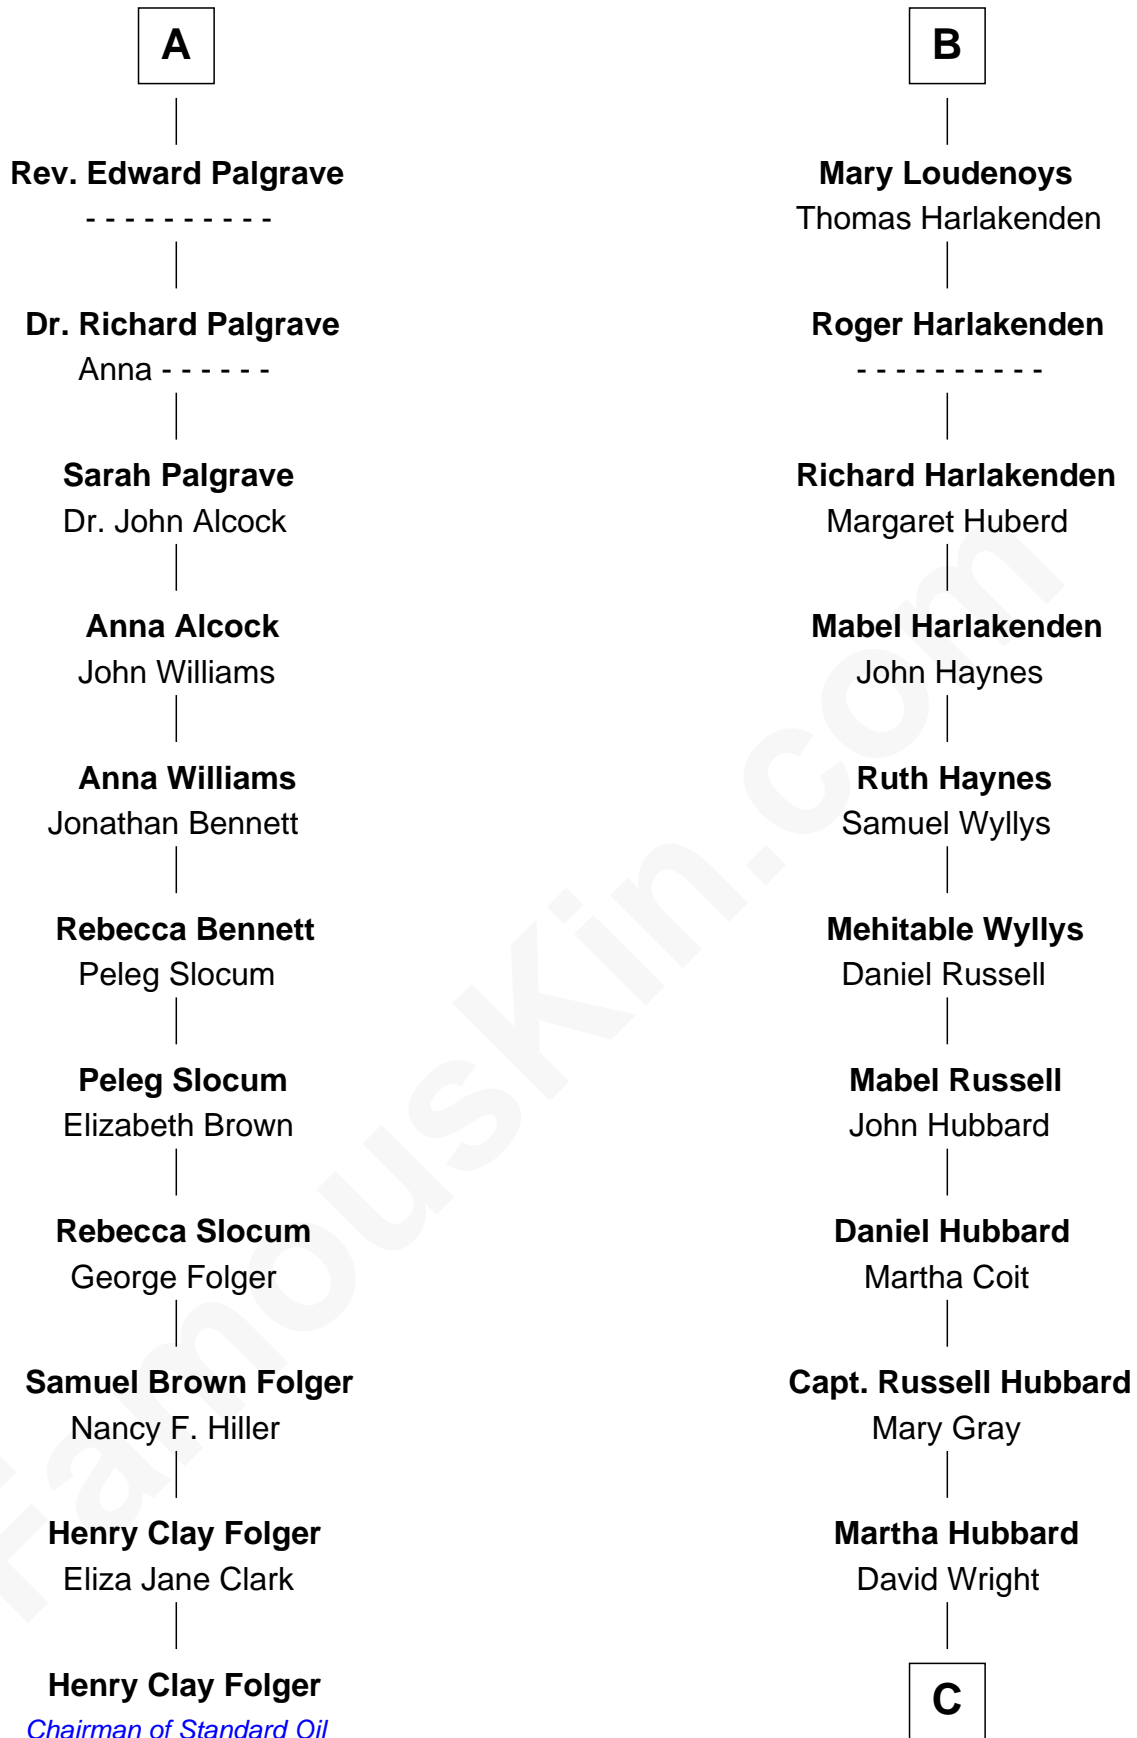 A
Rev. Edward Palgrave
- - - - - - - - - -
Dr. Richard Palgrave
Anna - - - - - -
Sarah Palgrave
Dr. John Alcock
Anna Alcock
John Williams
Anna Williams
Jonathan Bennett
Rebecca Bennett
Peleg Slocum
Peleg Slocum
Elizabeth Brown
Rebecca Slocum
George Folger
Samuel Brown Folger
Nancy F. Hiller
Henry Clay Folger
Eliza Jane Clark
Henry Clay Folger
Chairman of Standard Oil
B
Mary Loudenoys
Thomas Harlakenden
Roger Harlakenden
- - - - - - - - - -
Richard Harlakenden
Margaret Huberd
Mabel Harlakenden
John Haynes
Ruth Haynes
Samuel Wyllys
Mehitable Wyllys
Daniel Russell
Mabel Russell
John Hubbard
Daniel Hubbard
Martha Coit
Capt. Russell Hubbard
Mary Gray
Martha Hubbard
David Wright
C
FamousKin.com